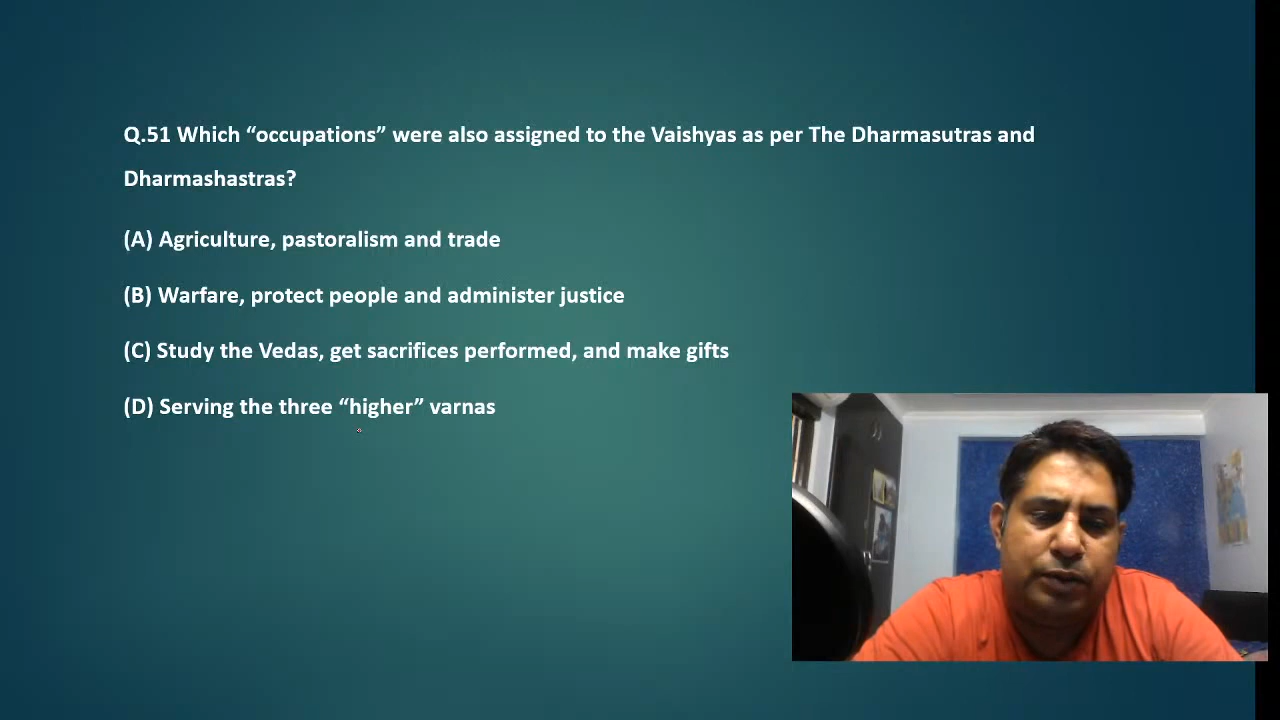 Q.51 Which “occupations” were also assigned to the Vaishyas as per The Dharmasutras and
Dharmashastras?
(A) Agriculture, pastoralism and trade
(B) Warfare, protect people and administer justice
(C) Study the Vedas, get sacrifices performed, and make gifts
(D) Serving the three “higher” varnas